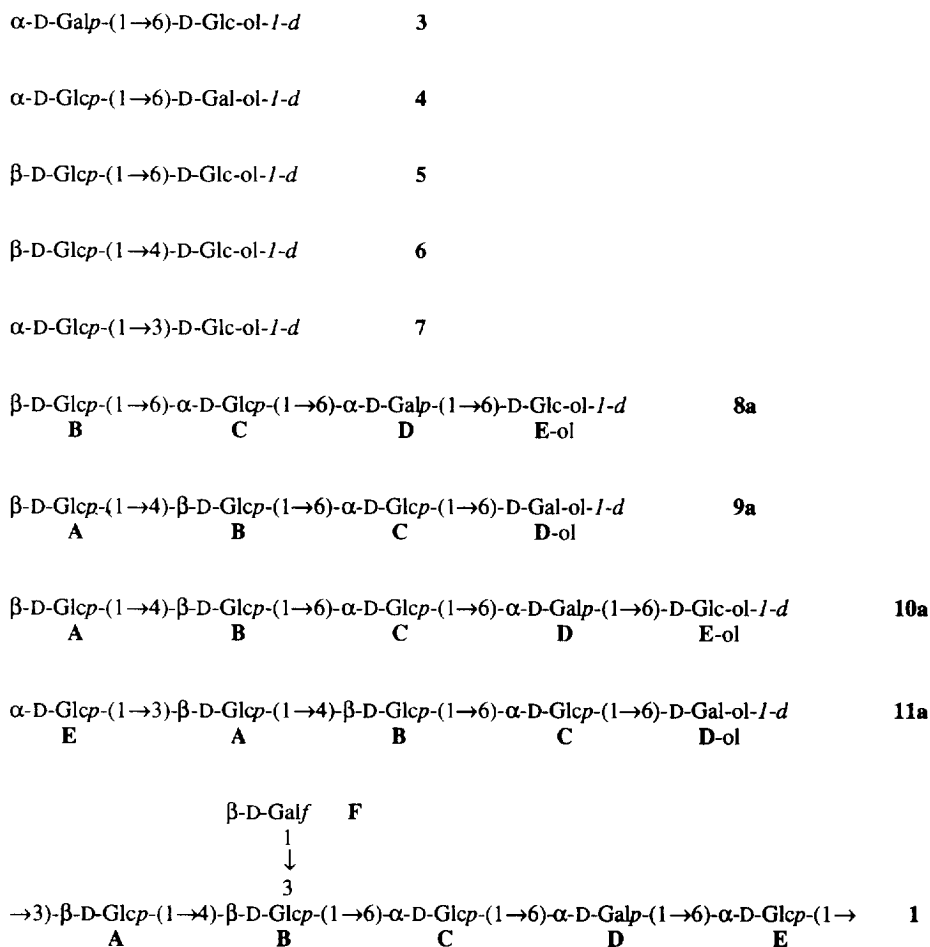 α-D-Galp-(1→6)-D-Glc-ol-1-d 3
α-D-Glcp-(1→6)-D-Gal-ol-1-d 4
β-D-Glcp-(1→6)-D-Glc-ol-1-d 5
β-D-Glcp-(1→4)-D-Glc-ol-1-d 6
α-D-Glcp-(1→3)-D-Glc-ol-1-d 7
β-D-Glcp-(1→6)-α-D-Glcp-(1→6)-α-D-Galp-(1→6)-D-Glc-ol-1-d 8a
B C D E-ol
β-D-Glcp-(1→4)-β-D-Glcp-(1→6)-α-D-Glcp-(1→6)-D-Gal-ol-1-d 9a
A B C D-ol
β-D-Glcp-(1→4)-β-D-Glcp-(1→6)-α-D-Glcp-(1→6)-α-D-Galp-(1→6)-D-Glc-ol-1-d 10a
A B C D E-ol
α-D-Glcp-(1→3)-β-D-Glcp-(1→4)-β-D-Glcp-(1→6)-α-D-Glcp-(1→6)-D-Gal-ol-1-d 11a
E A B C D-ol
β-D-Galf F
1
↓
3
→3)-β-D-Glcp-(1→4)-β-D-Glcp-(1→6)-α-D-Glcp-(1→6)-α-D-Galp-(1→6)-α-D-Glcp-(1→ 1
A B C D E